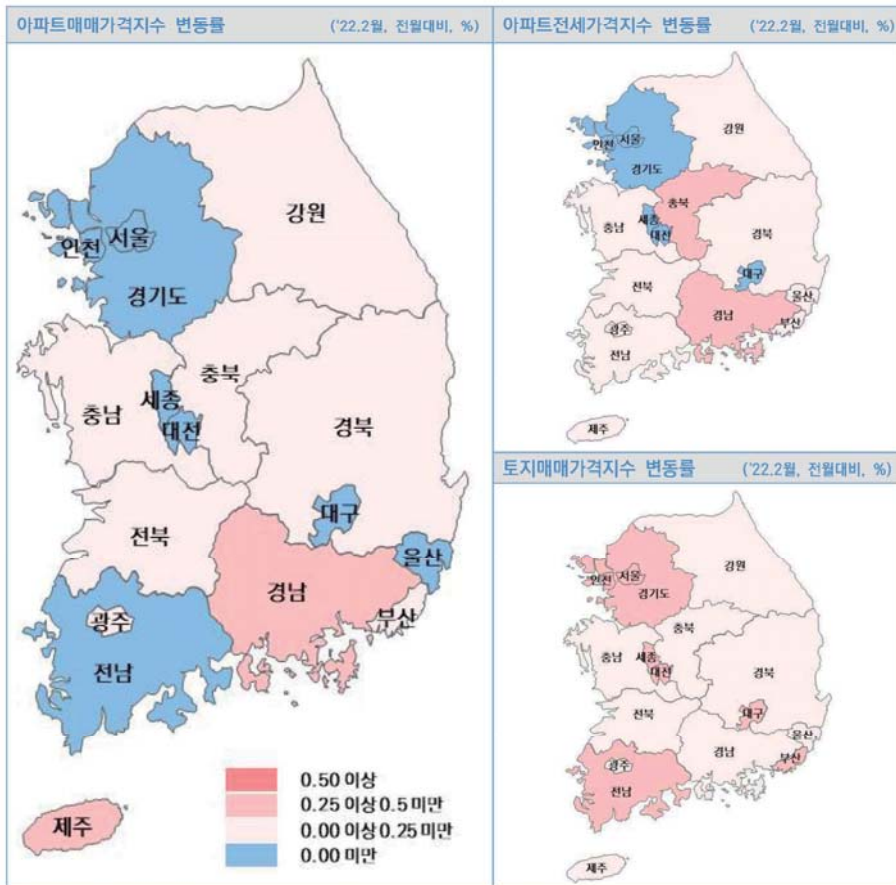 아파트매매가격지수 변동률 ('22.2월, 전월대비, %)
강원
서울
인천
경기도
충북
세종
충남
대전
경북
대구
전북
울산
경남
부산
광주
전남
제주
0.50 이상
0.25 이상 0.5 미만
0.00 이상 0.25 미만
0.00 미만
아파트전세가격지수 변동률 ('22.2월, 전월대비, %)
강원
서울
인천
경기도
충북
세종
충남
대전
경북
대구
전북
울산
경남
부산
광주
전남
제주
토지매매가격지수 변동률 ('22.2월, 전월대비, %)
강원
서울
인천
경기도
충북
세종
충남
대전
경북
대구
전북
울산
경남
부산
광주
전남
제주